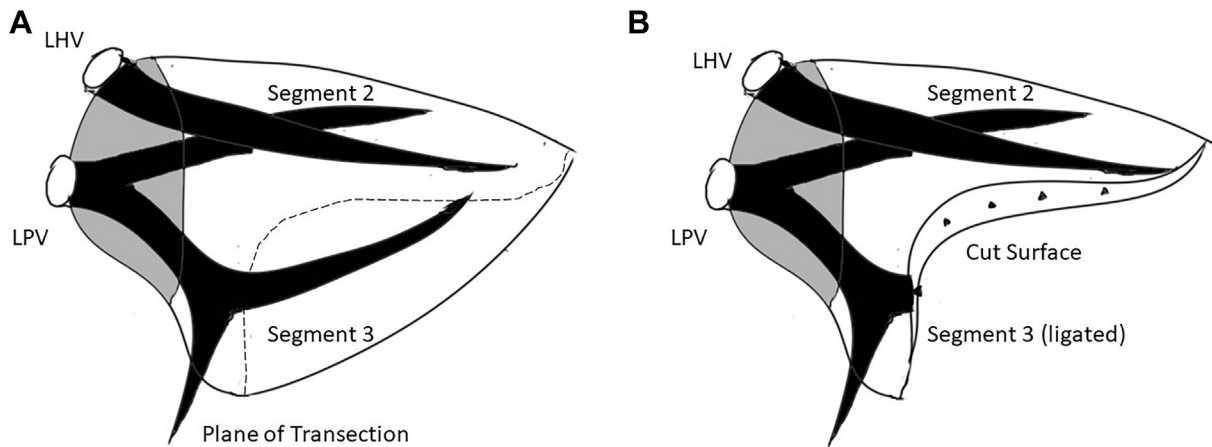 A
LHV
Segment 2
LPV
Segment 3
Plane of Transection
B
LHV
Segment 2
LPV
Cut Surface
Segment 3 (ligated)